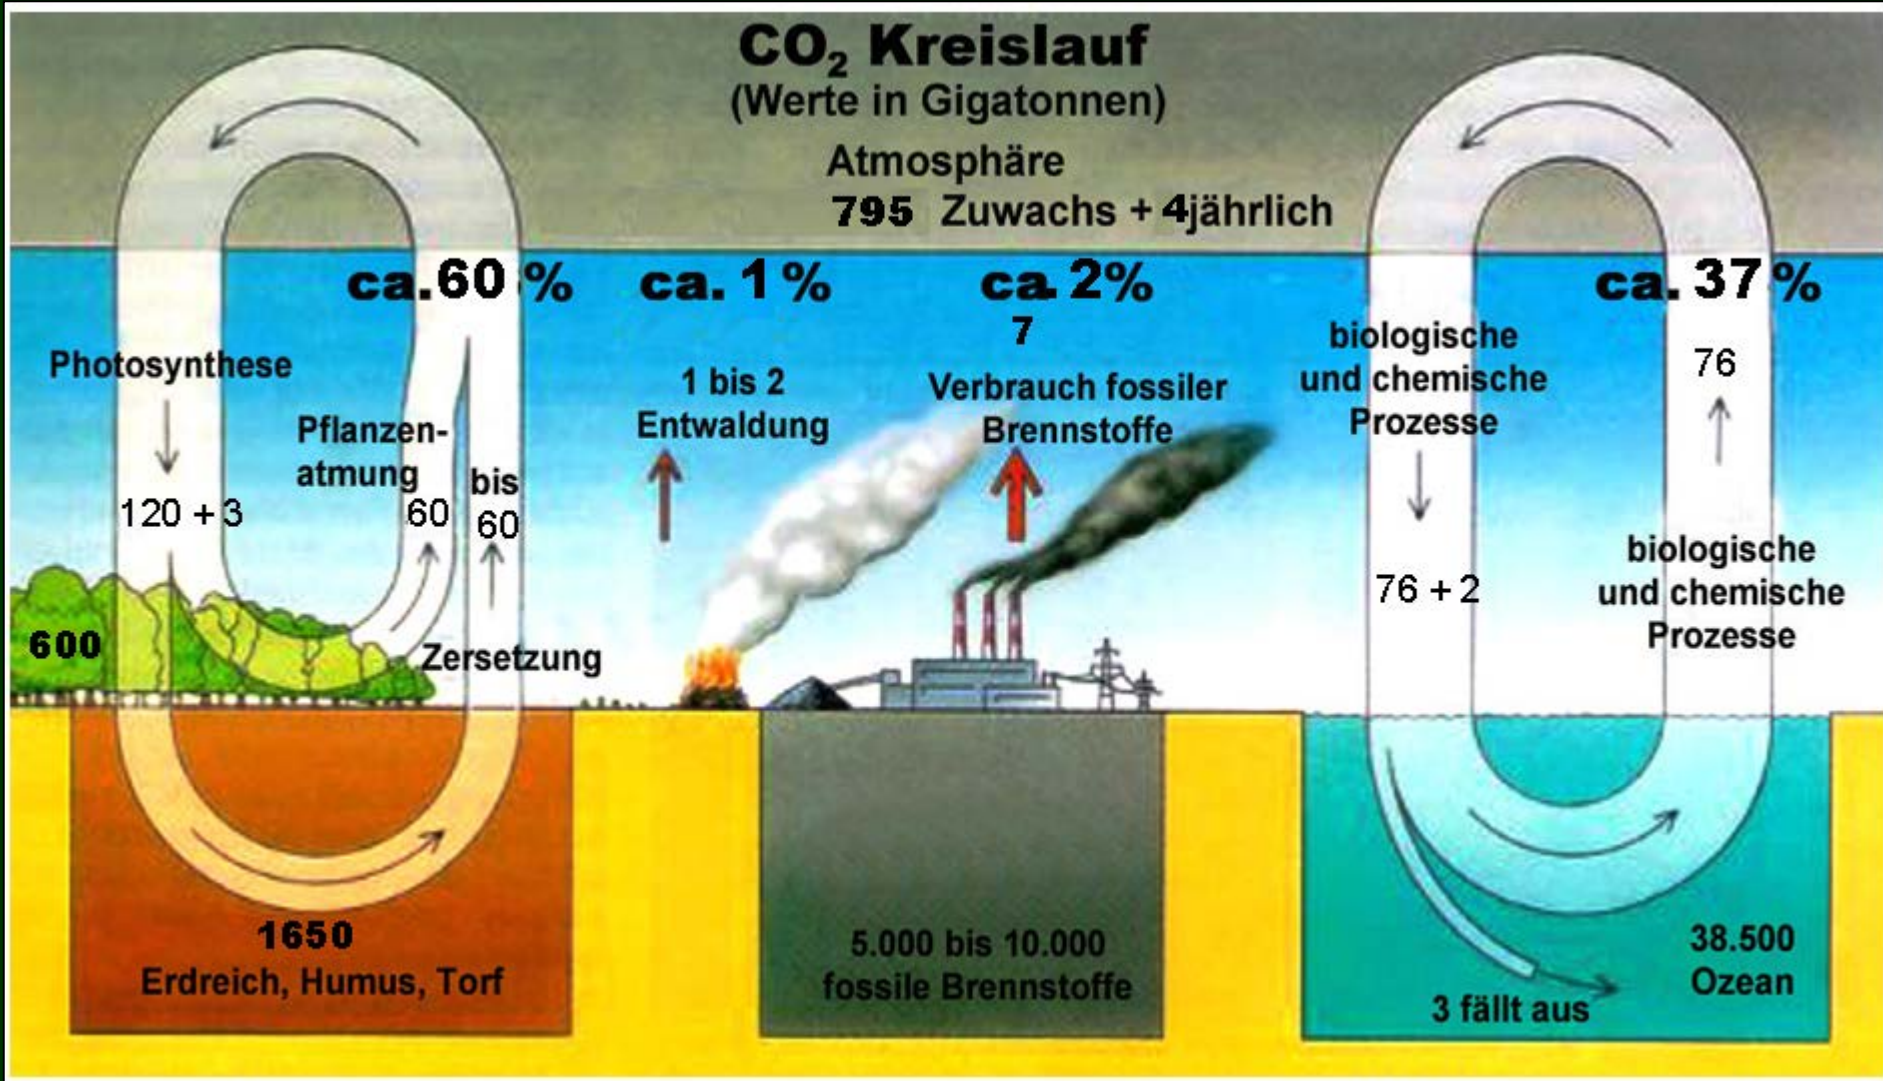 CO₂ Kreislauf
(Werte in Gigatonnen)
Atmosphäre
795 Zuwachs + 4jährlich
ca.60 %
ca. 1%
ca. 2%
7
ca. 37 %
Photosynthese
120 + 3
Pflanzen-
atmung
60
bis
60
Zersetzung
600
1 bis 2
Entwaldung
Verbrauch fossiler
Brennstoffe
biologische
und chemische
Prozesse
76 + 2
76
biologische
und chemische
Prozesse
1650
Erdreich, Humus, Torf
5.000 bis 10.000
fossile Brennstoffe
38.500
Ozean
3 fällt aus